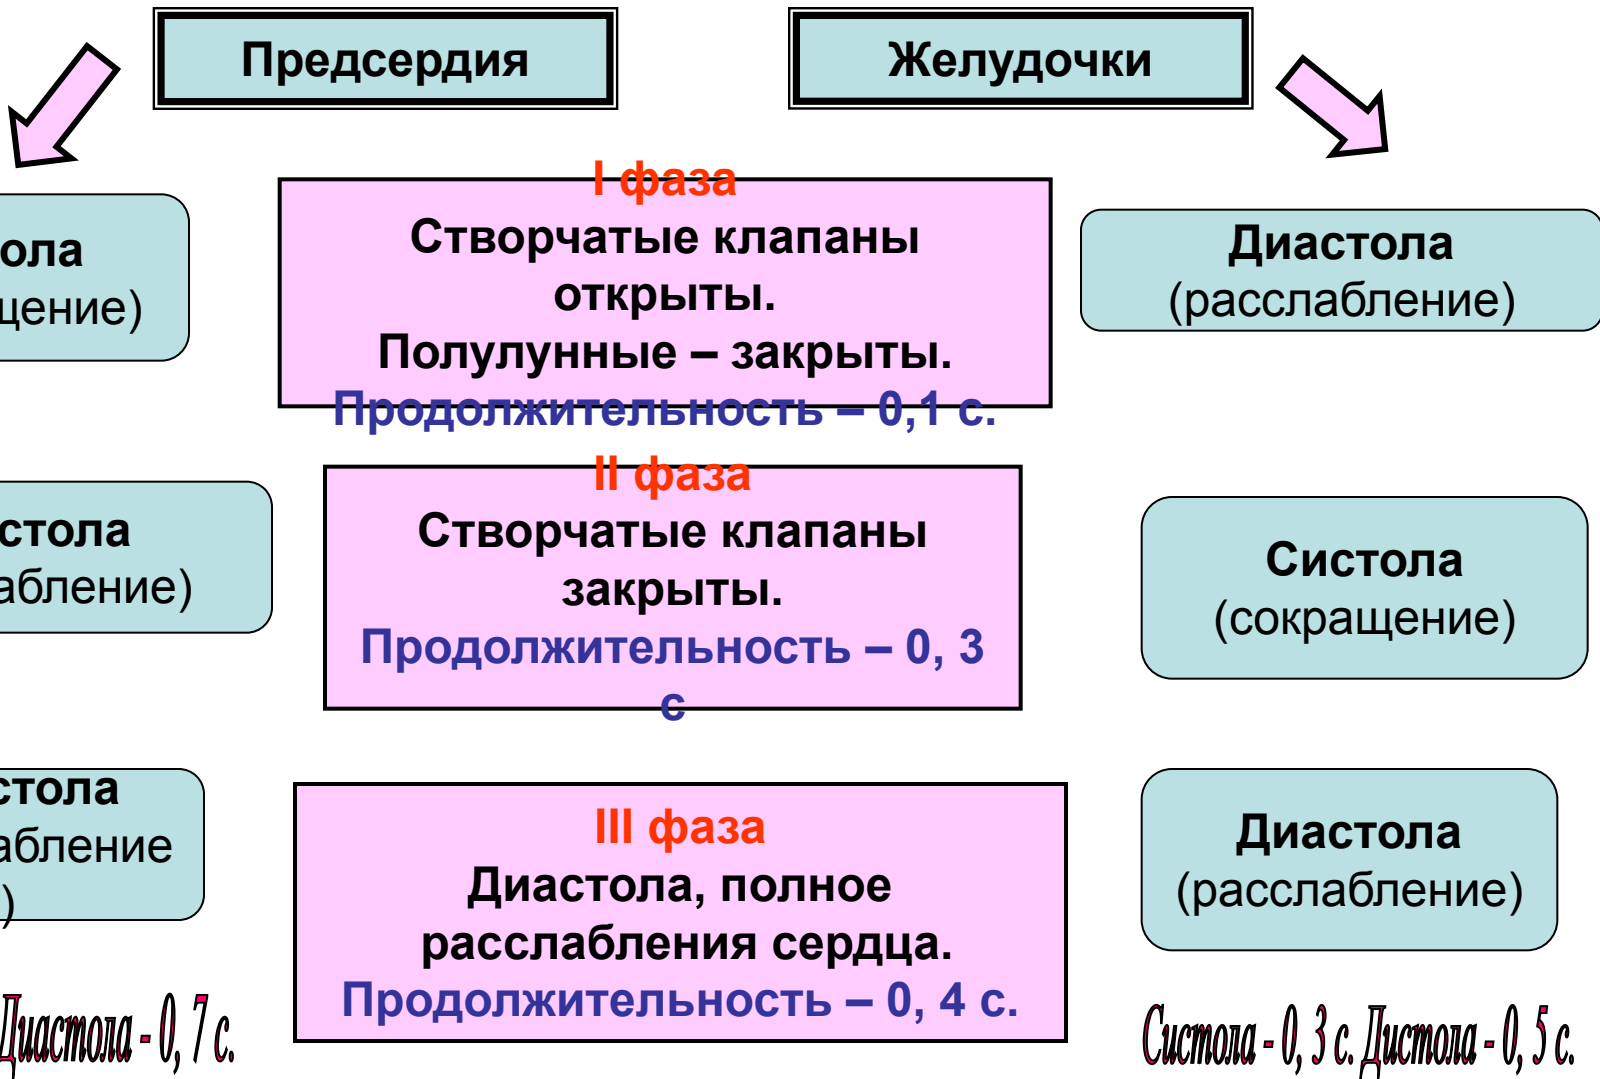 Предсердия
Желудочки
ола
щение)
I фаза
Створчатые клапаны
открыты.
Полулунные – закрыты.
Продолжительность – 0,1 с.
Диастола
(расслабление)
стола
абление)
II фаза
Створчатые клапаны
закрыты.
Продолжительность – 0, 3
с
Систола
(сокращение)
стола
абление
)
III фаза
Диастола, полное
расслабления сердца.
Продолжительность – 0, 4 с.
Диастола
(расслабление)
Диастола - 0, 7 с.
Систола - 0, 3 с. Дистола - 0, 5 с.